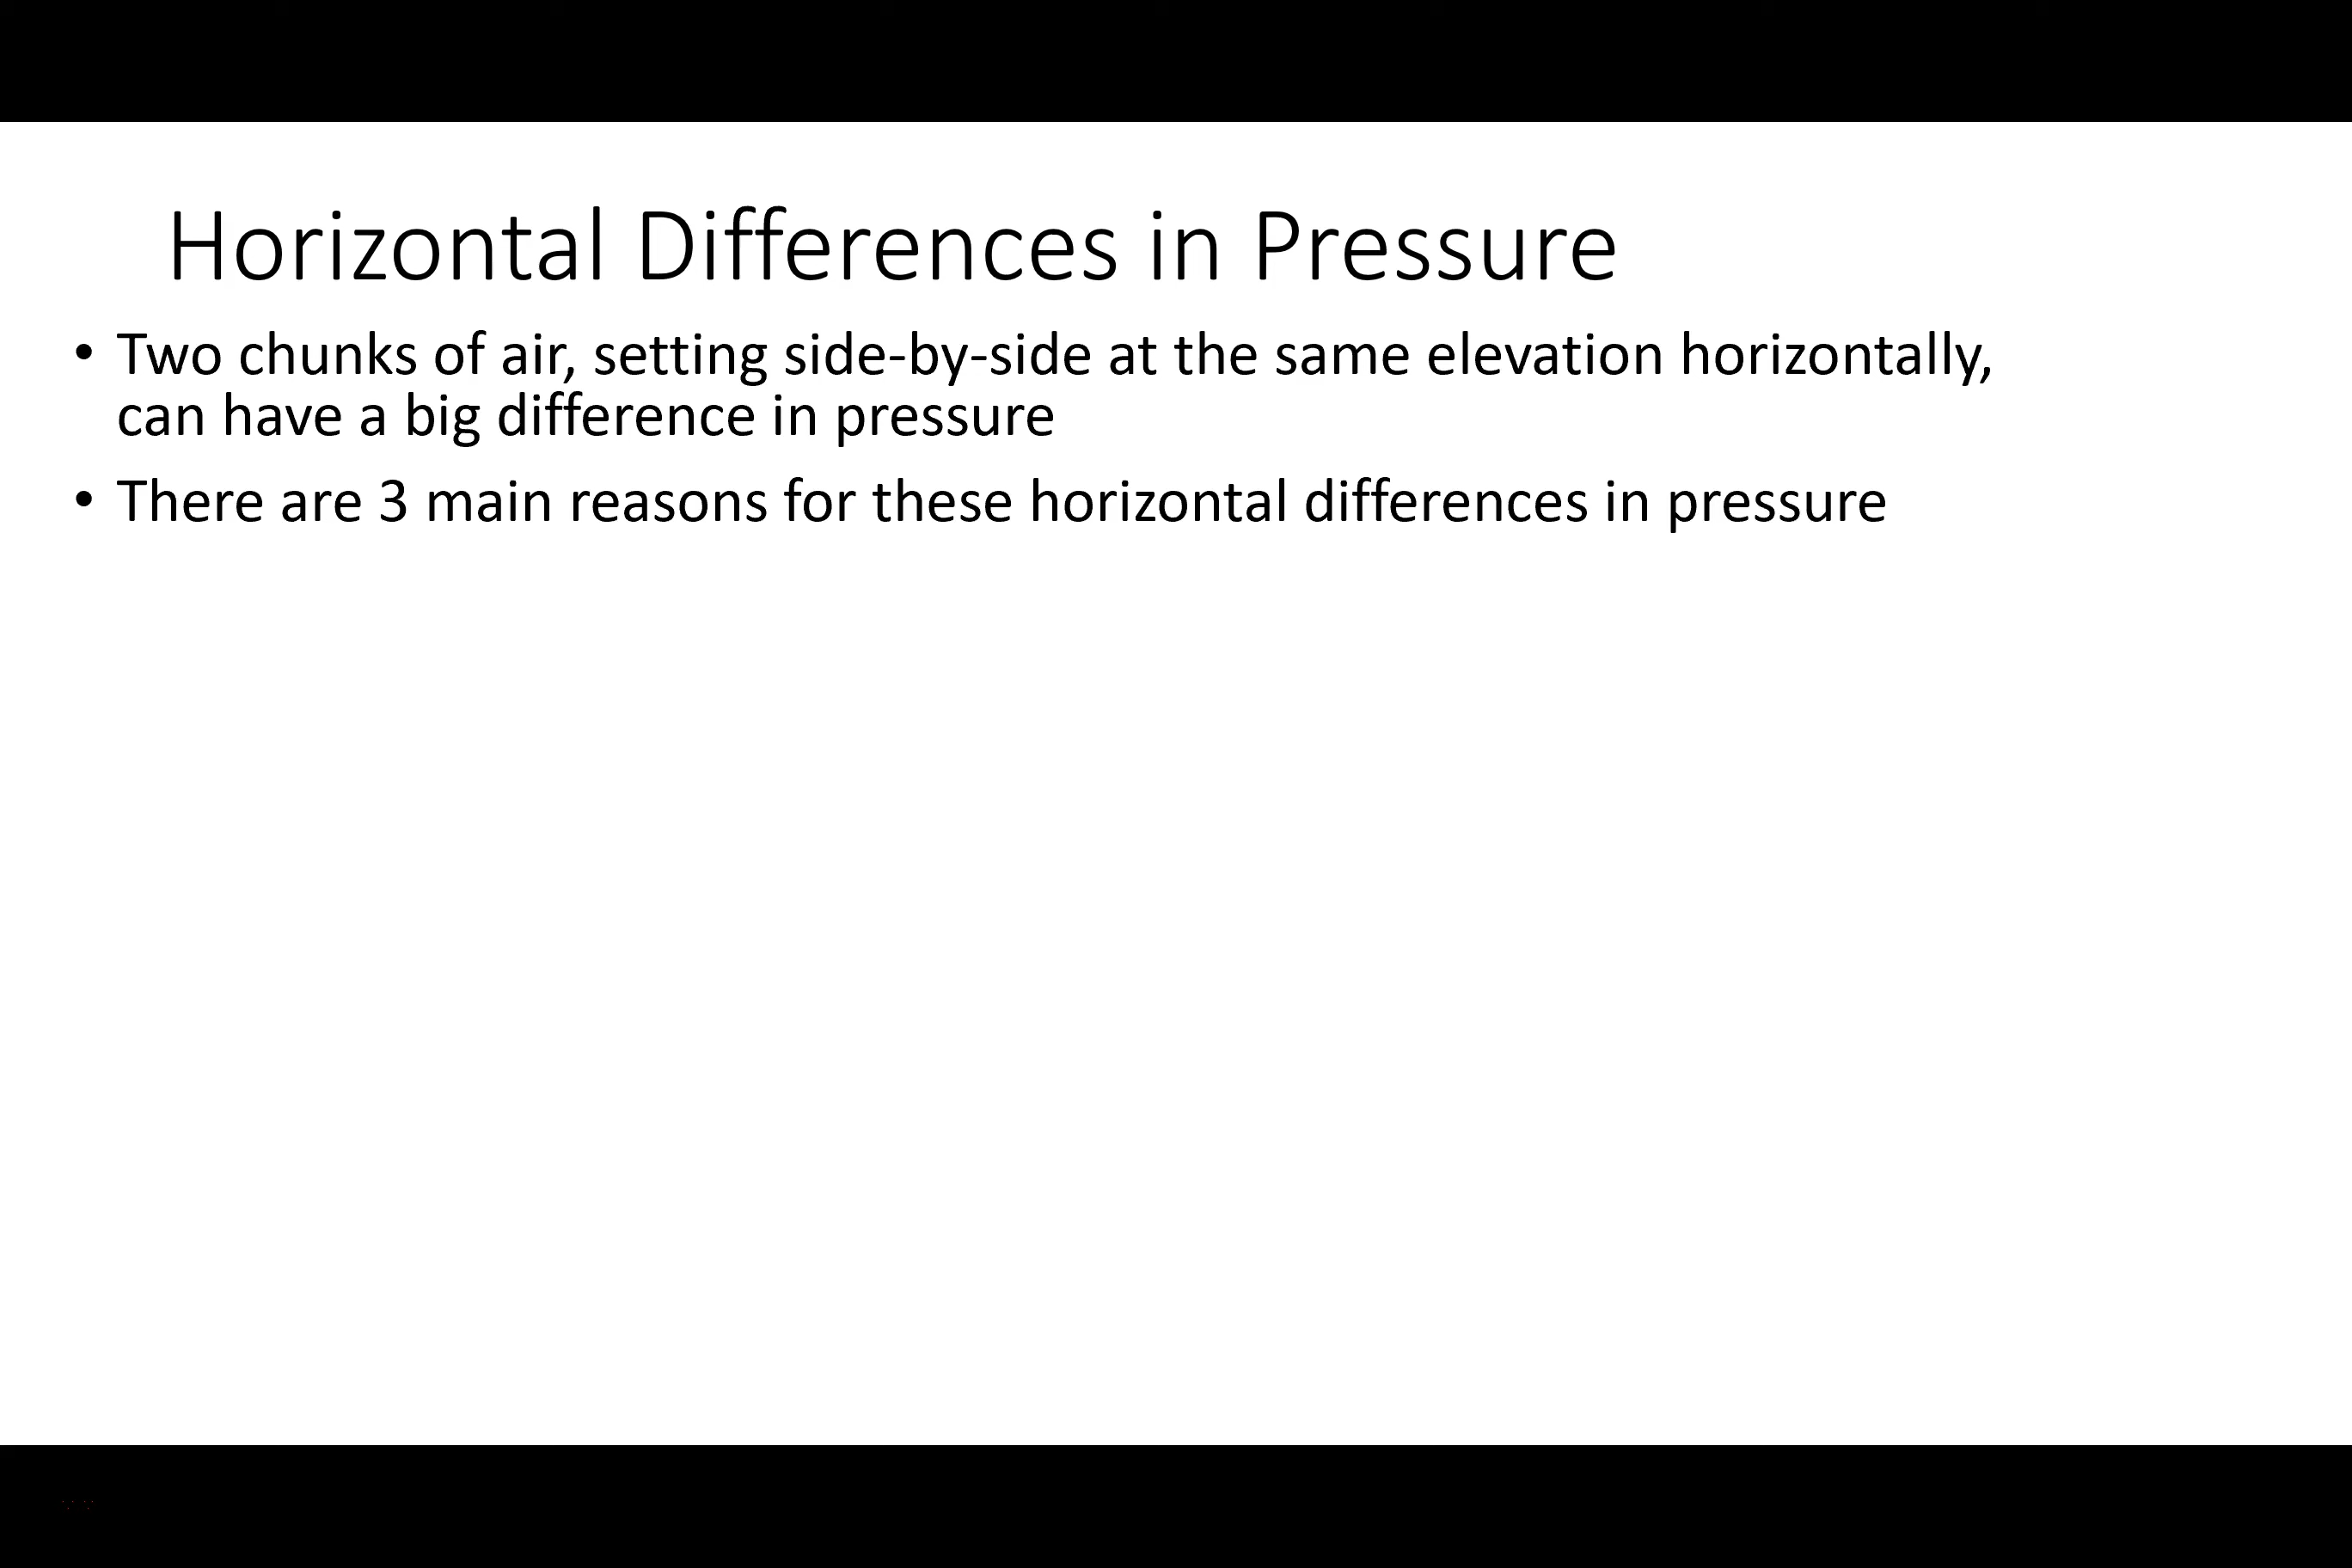 Horizontal Differences in Pressure
• Two chunks of air, setting side-by-side at the same elevation horizontally,
can have a big difference in pressure
• There are 3 main reasons for these horizontal differences in pressure